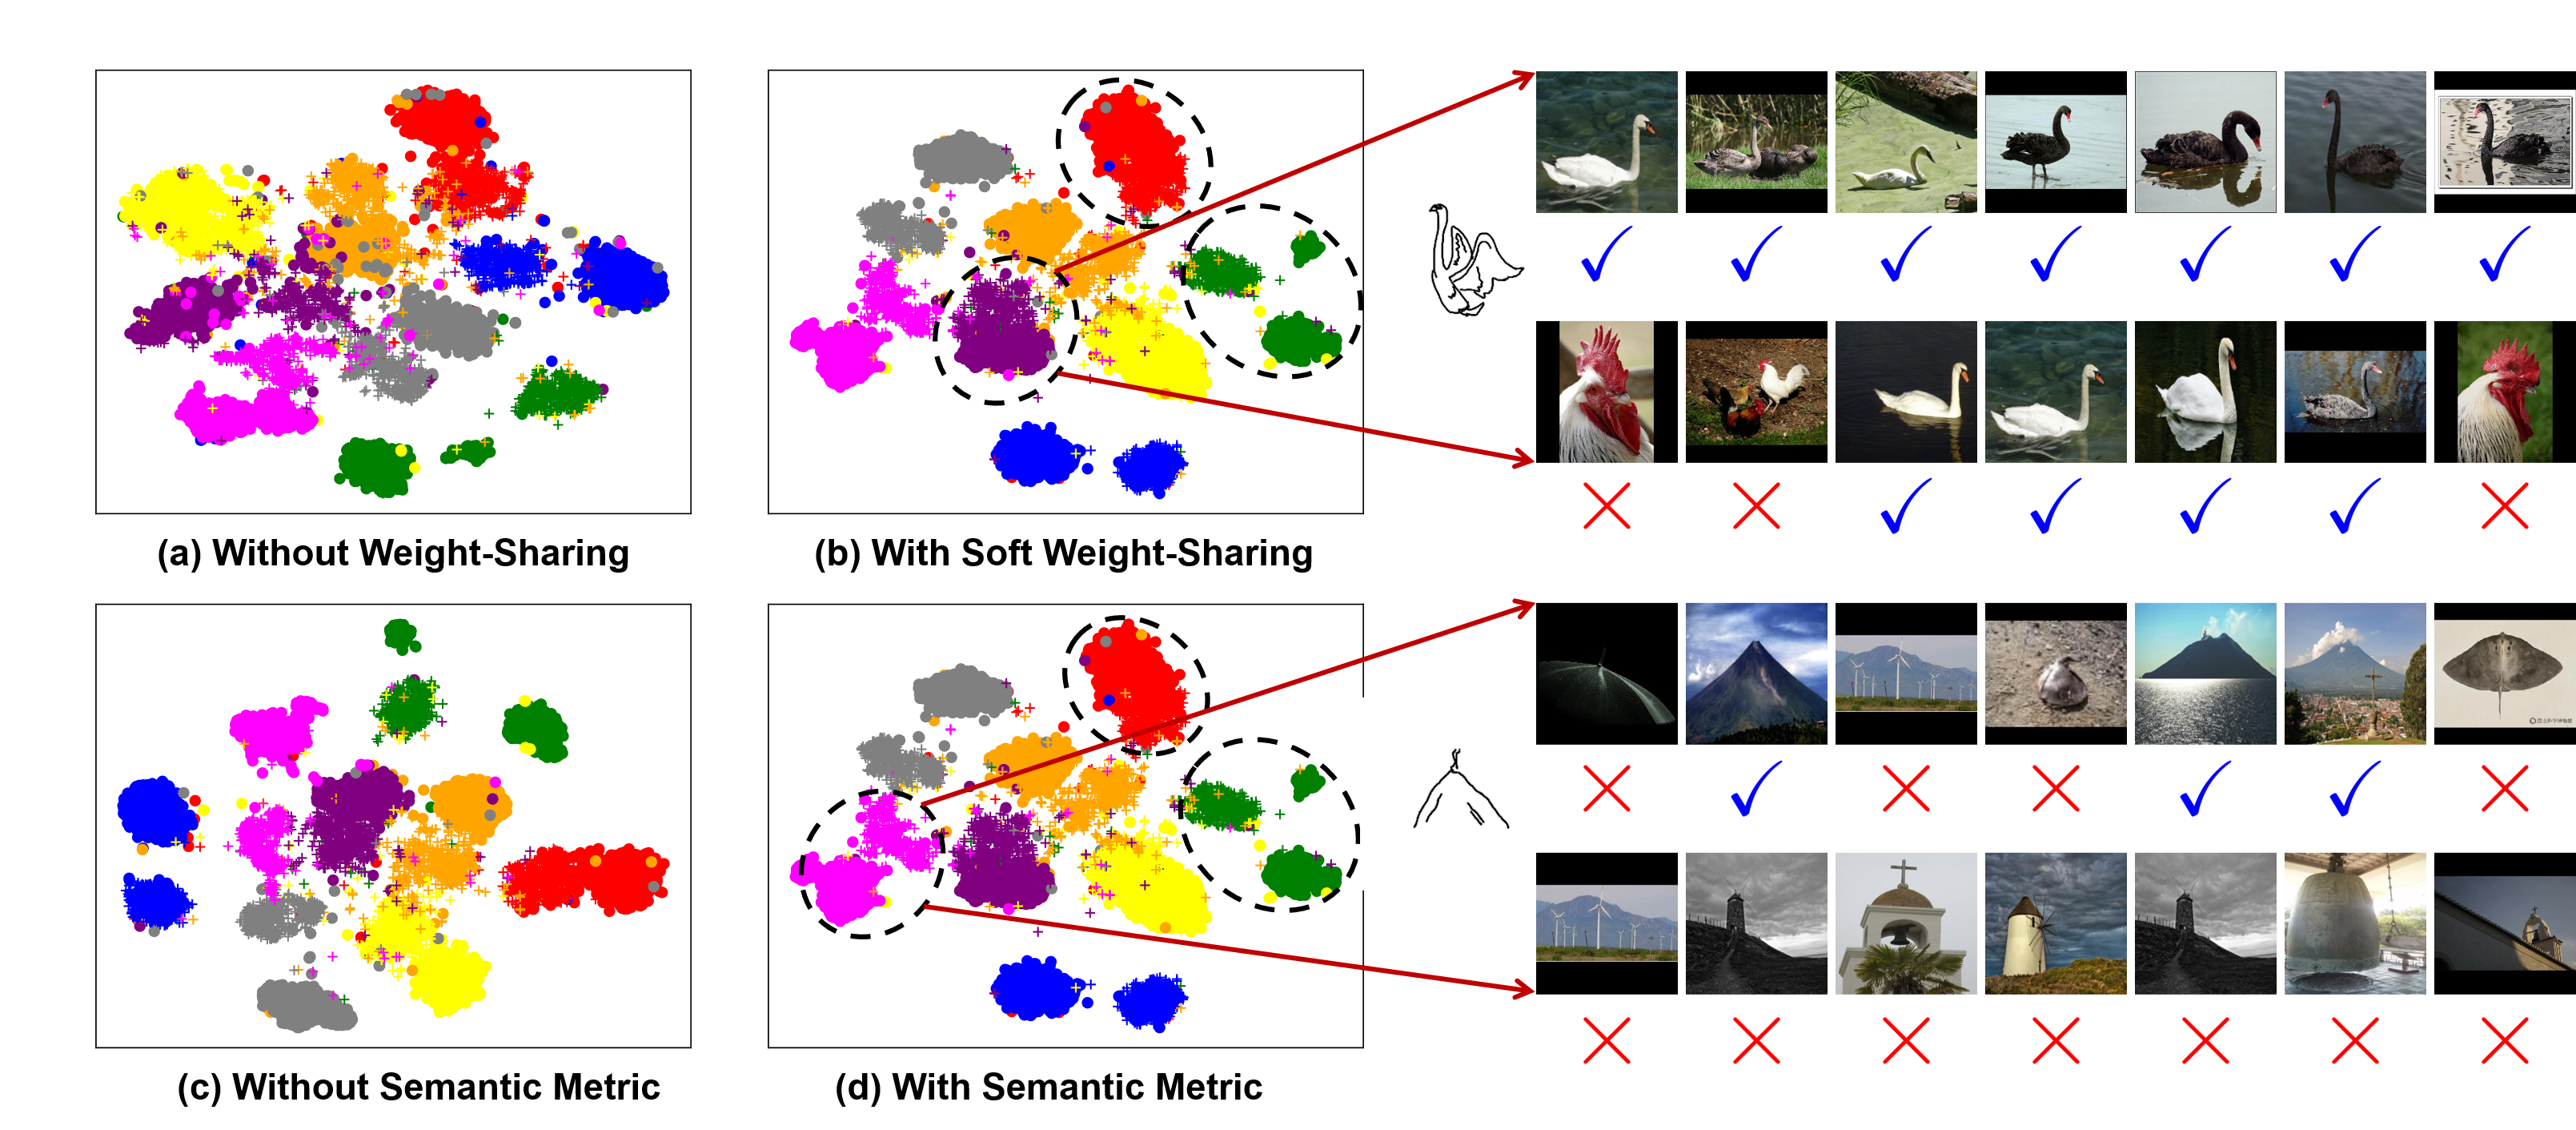 (a) Without Weight-Sharing
(b) With Soft Weight-Sharing
(c) Without Semantic Metric
(d) With Semantic Metric